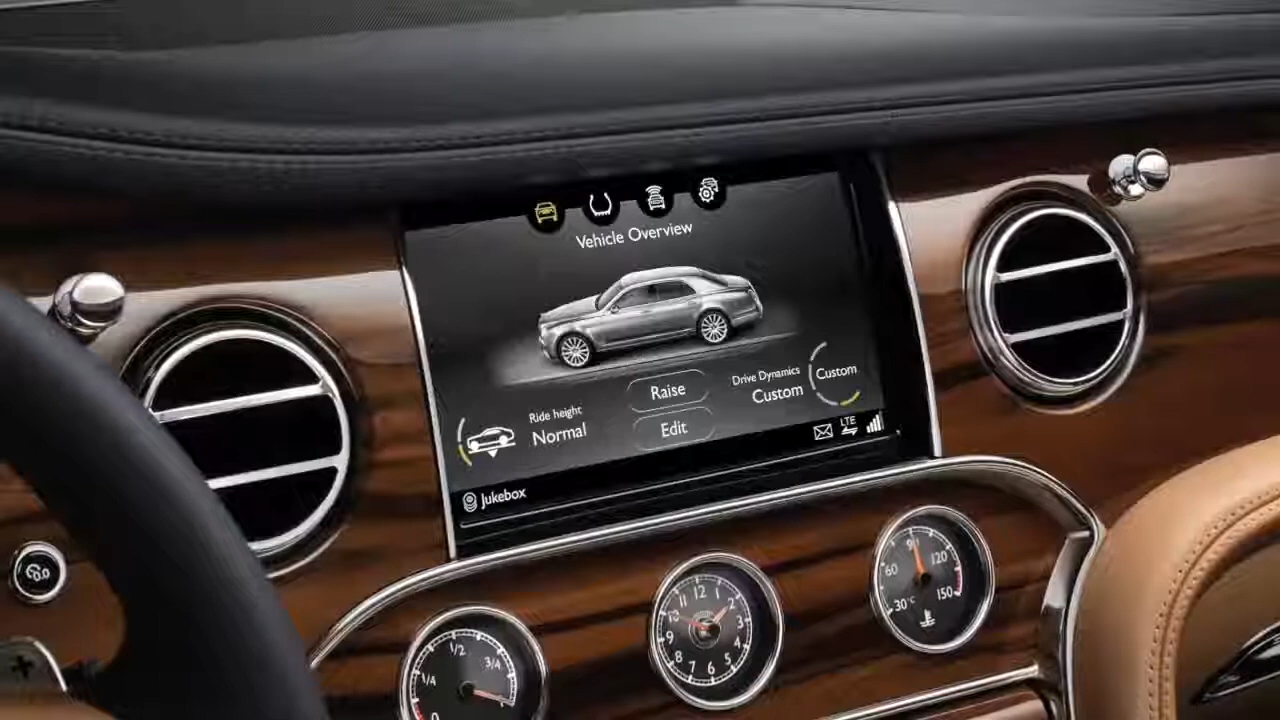 Vehicle Overview
Raise
Drive Dynamics
Custom
Custom
Ride height
Normal
Edit
LTE
Jukebox
1/4
1/2
3/4
0
12
1
2
3
4
5
6
7
8
9
11
30 °C
60
90
120
150